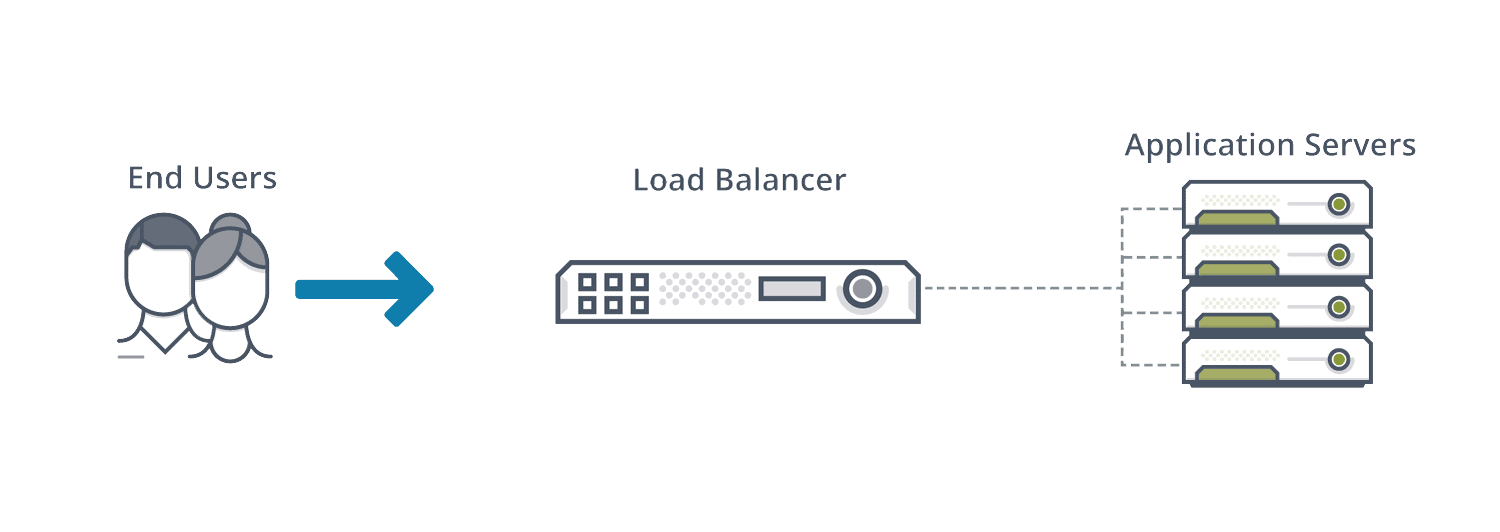 End Users
Load Balancer
Application Servers